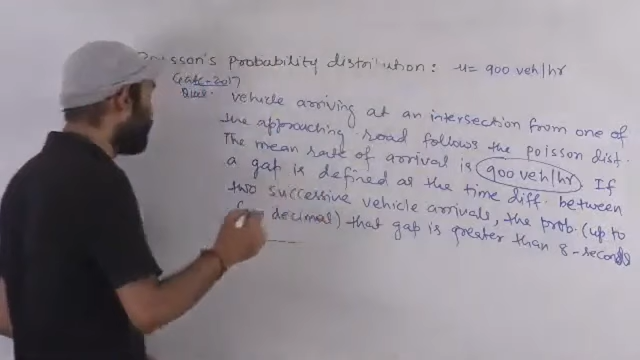 Poisson's Probability distribution: u= 900 veh/hr
Gate-2017
Ques: vehicle arriving at an intersection from one of
the approaching road follows the poisson dist.
The mean rate of arrival is 900 veh/hr. If
a gap is defined as the time diff. between
two successive vehicle arrivals, the prob. (up to
decimal) that gap is greater than 8-seconds